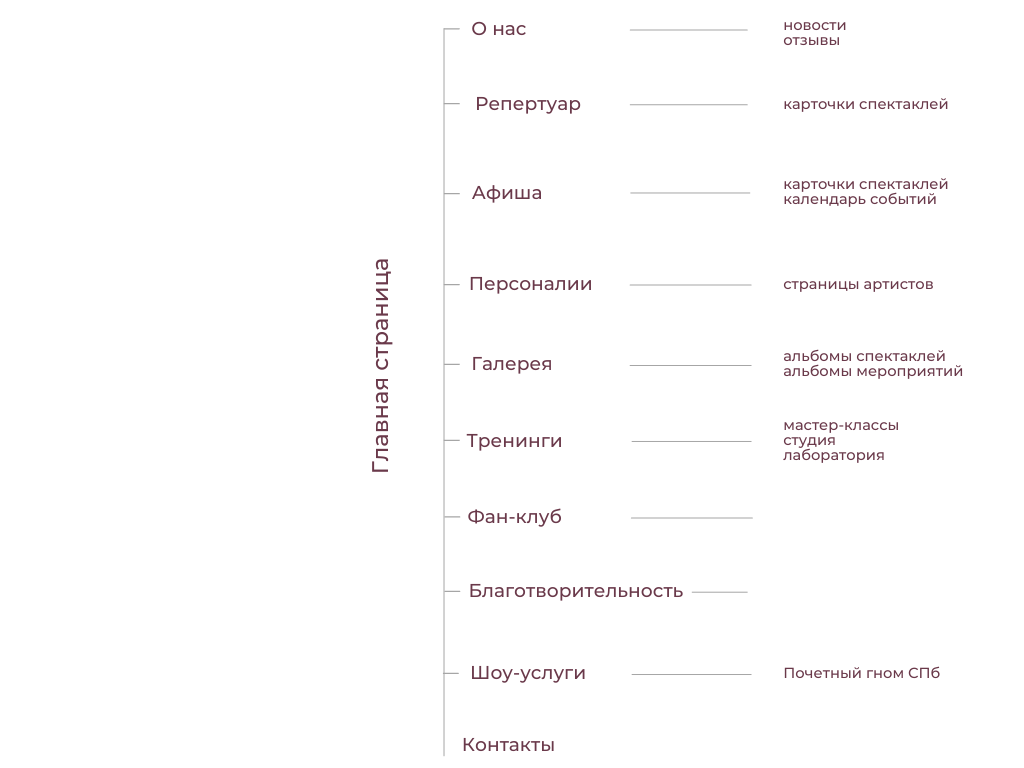 Главная страница
О нас
новости
отзывы
Репертуар
карточки спектаклей
Афиша
карточки спектаклей
календарь событий
Персоналии
страницы артистов
Галерея
альбомы спектаклей
альбомы мероприятий
Тренинги
мастер-классы
студия
лаборатория
Фан-клуб
Благотворительность
Шоу-услуги
Почетный гном СПб
Контакты